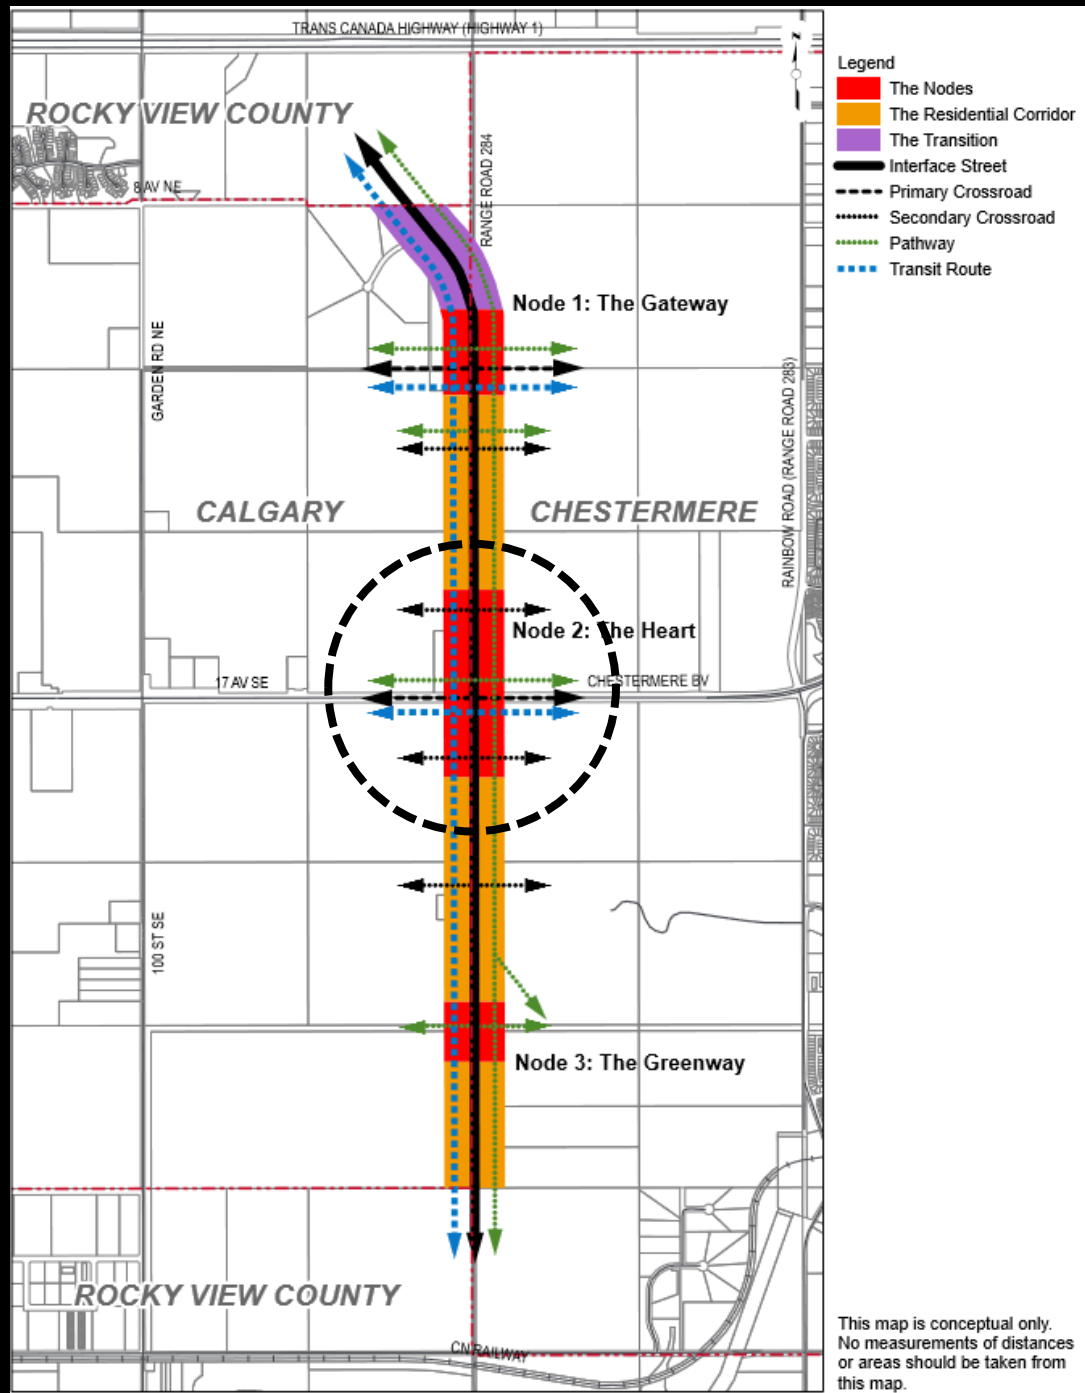 TRANS CANADA HIGHWAY (HIGHWAY 1)
N
Legend
The Nodes
The Residential Corridor
The Transition
Interface Street
Primary Crossroad
Secondary Crossroad
Pathway
Transit Route
ROCKY VIEW COUNTY
8 AV NE
RANGE ROAD 284
Node 1: The Gateway
GARDEN RD NE
RAINBOW ROAD (RANGE ROAD 283)
CALGARY
CHESTERMERE
Node 2: The Heart
17 AV SE
CHESTERMERE BV
100 ST SE
Node 3: The Greenway
ROCKY VIEW COUNTY
CN RAILWAY
This map is conceptual only.
No measurements of distances
or areas should be taken from
this map.